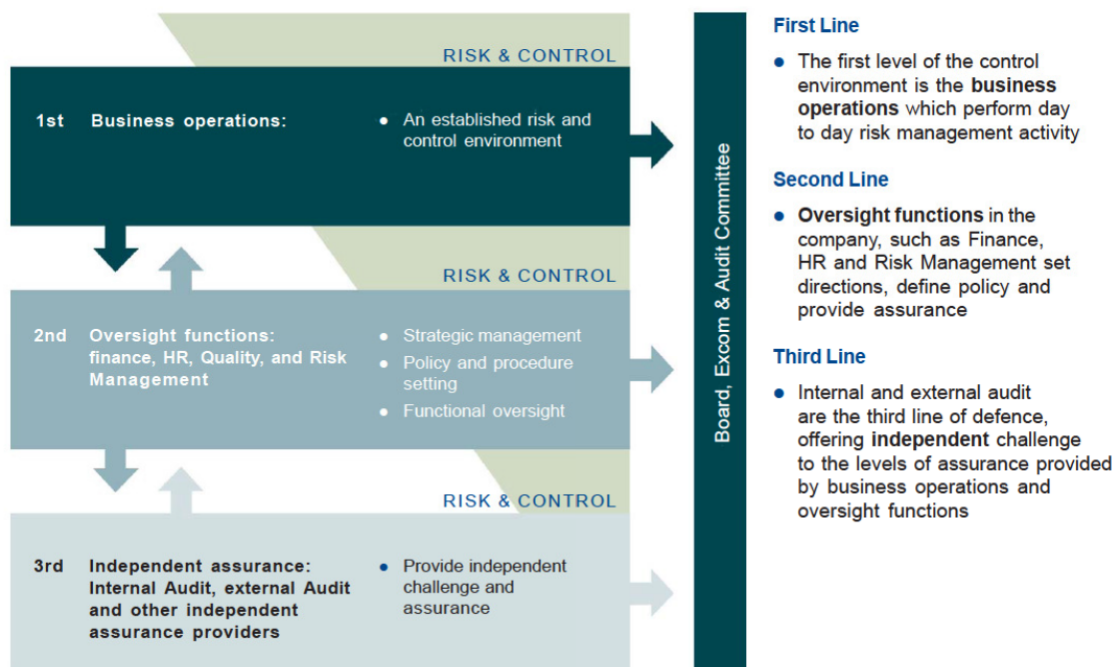 RISK & CONTROL
1st Business operations:
• An established risk and
control environment
RISK & CONTROL
2nd Oversight functions:
finance, HR, Quality, and Risk
Management
• Strategic management
• Policy and procedure
setting
• Functional oversight
RISK & CONTROL
3rd Independent assurance:
Internal Audit, external Audit
and other independent
assurance providers
• Provide independent
challenge and
assurance
Board, Excom & Audit Committee
First Line
• The first level of the control
environment is the business
operations which perform day
to day risk management activity
Second Line
• Oversight functions in the
company, such as Finance,
HR and Risk Management set
directions, define policy and
provide assurance
Third Line
• Internal and external audit
are the third line of defence,
offering independent challenge
to the levels of assurance provided
by business operations and
oversight functions